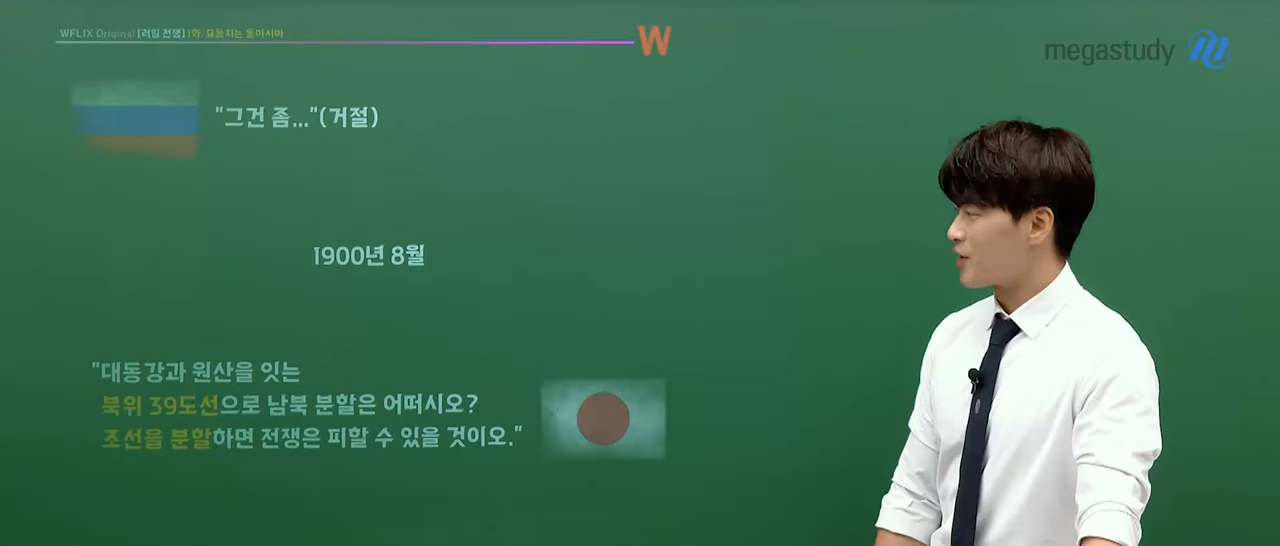 WFLIX Original [러일 전쟁] 1화. 요동치는 동아시아
W
megastudy
"그건 좀..."(거절)
1900년 8월
"대동강과 원산을 잇는
북위 39도선으로 남북 분할은 어떠시오?
조선을 분할하면 전쟁은 피할 수 있을 것이오."